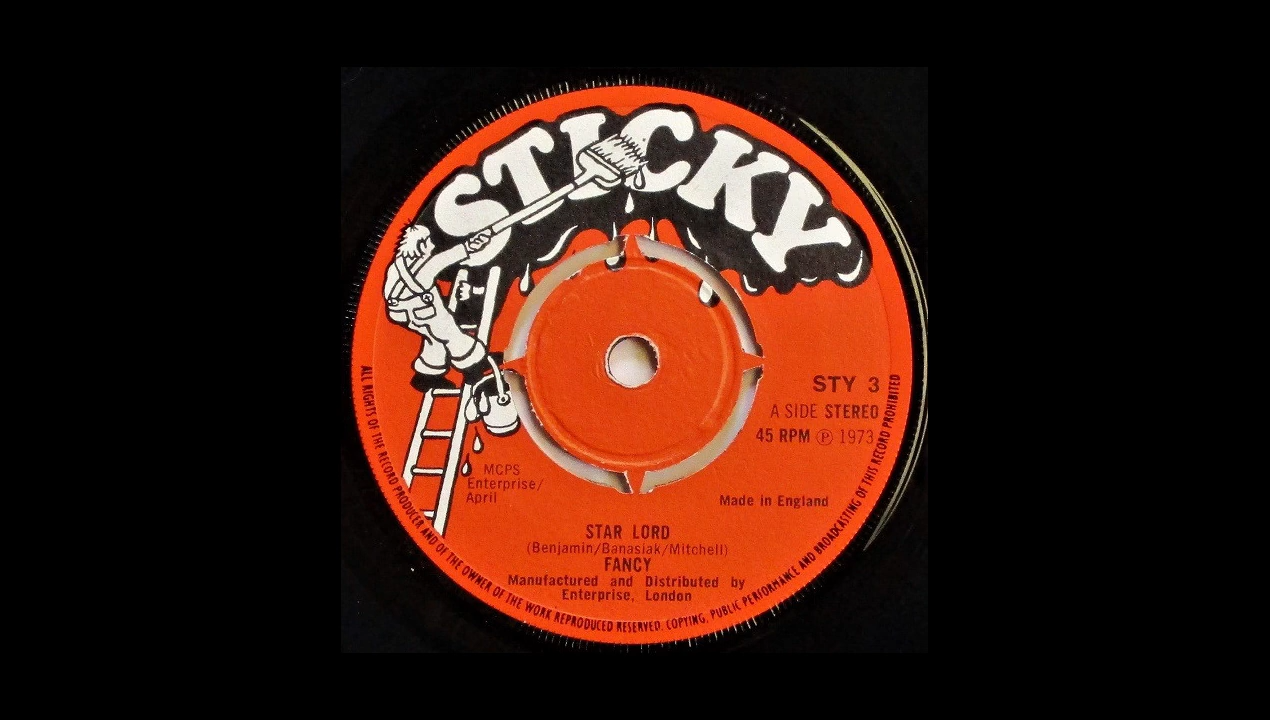 STICKY
STY 3
A SIDE STEREO
45 RPM Ⓟ 1973
MCPS
Enterprise/
April
Made in England
STAR LORD
(Benjamin/Banasiak/Mitchell)
FANCY
Manufactured and Distributed by
Enterprise, London
ALL RIGHTS OF THE RECORD PRODUCER AND OF THE OWNER OF THE WORK REPRODUCED RESERVED. COPYING, PUBLIC PERFORMANCE AND BROADCASTING OF THIS RECORD PROHIBITED